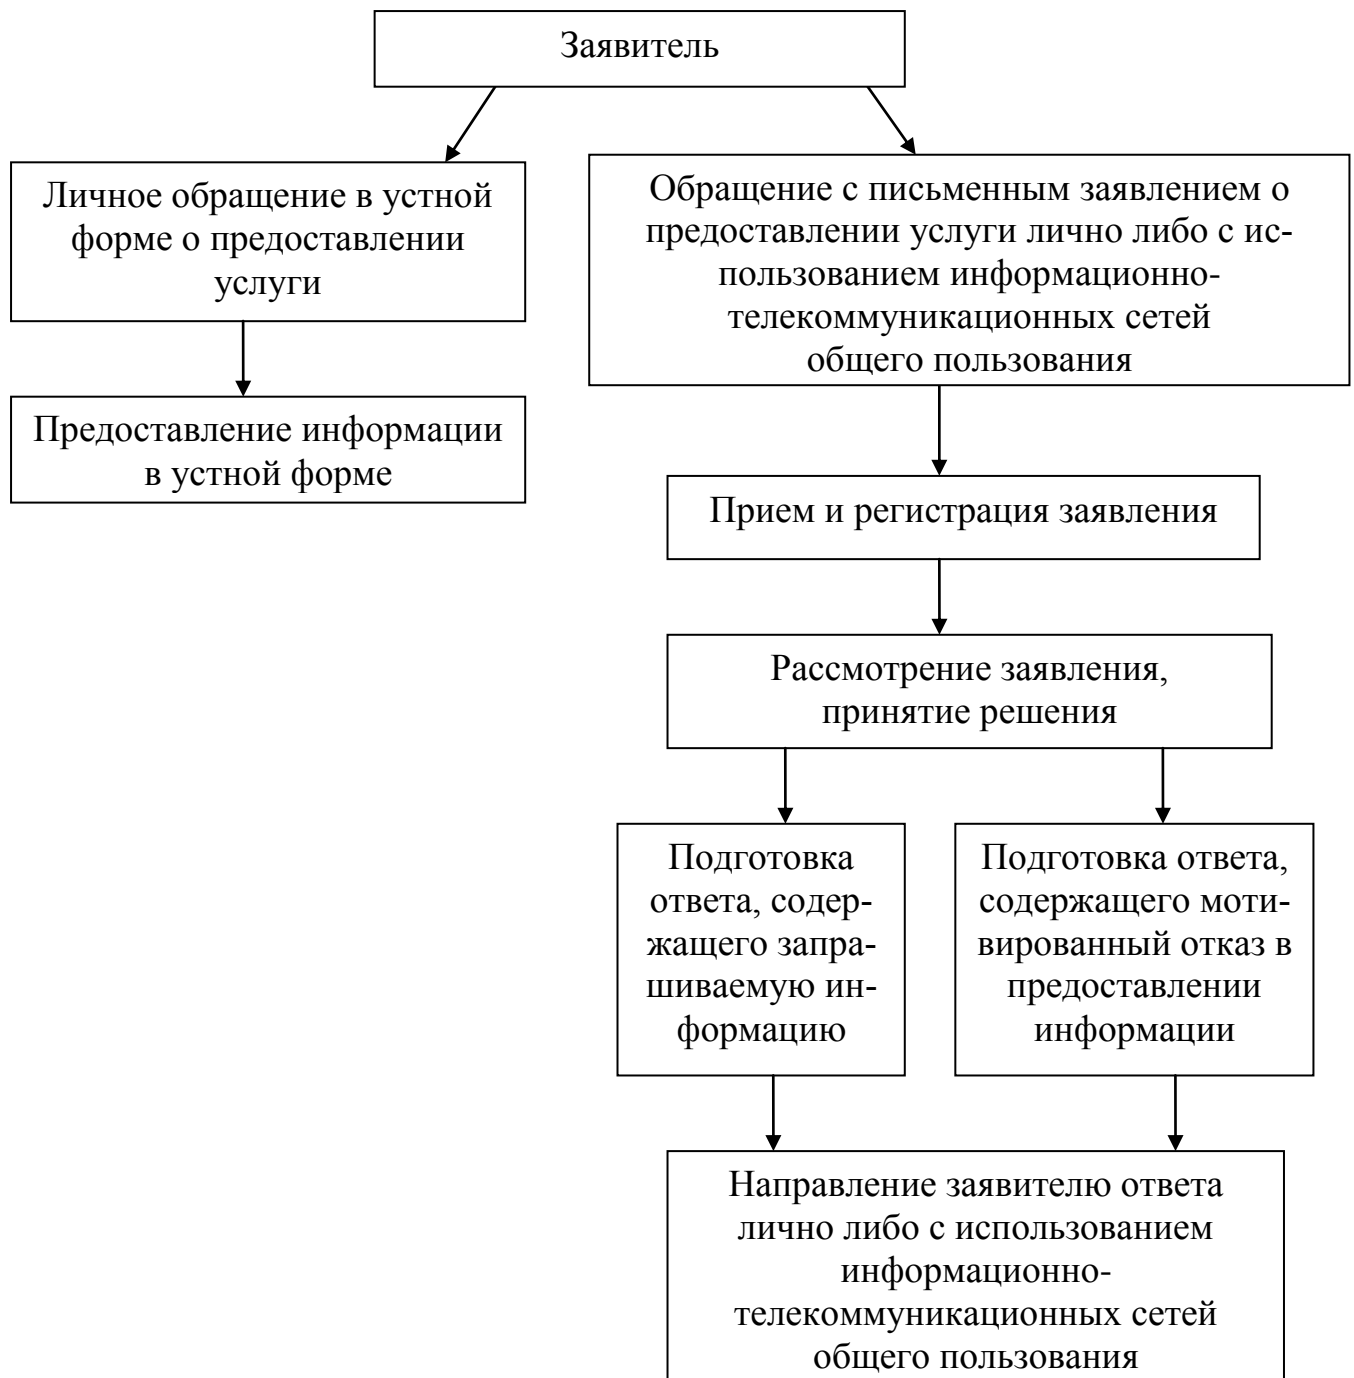 Заявитель
Личное обращение в устной
форме о предоставлении
услуги
Обращение с письменным заявлением о
предоставлении услуги лично либо с ис-
пользованием информационно-
телекоммуникационных сетей
общего пользования
Предоставление информации
в устной форме
Прием и регистрация заявления
Рассмотрение заявления,
принятие решения
Подготовка
ответа, содер-
жащего запра-
шиваемую ин-
формацию
Подготовка ответа,
содержащего моти-
вированный отказ в
предоставлении
информации
Направление заявителю ответа
лично либо с использованием
информационно-
телекоммуникационных сетей
общего пользования